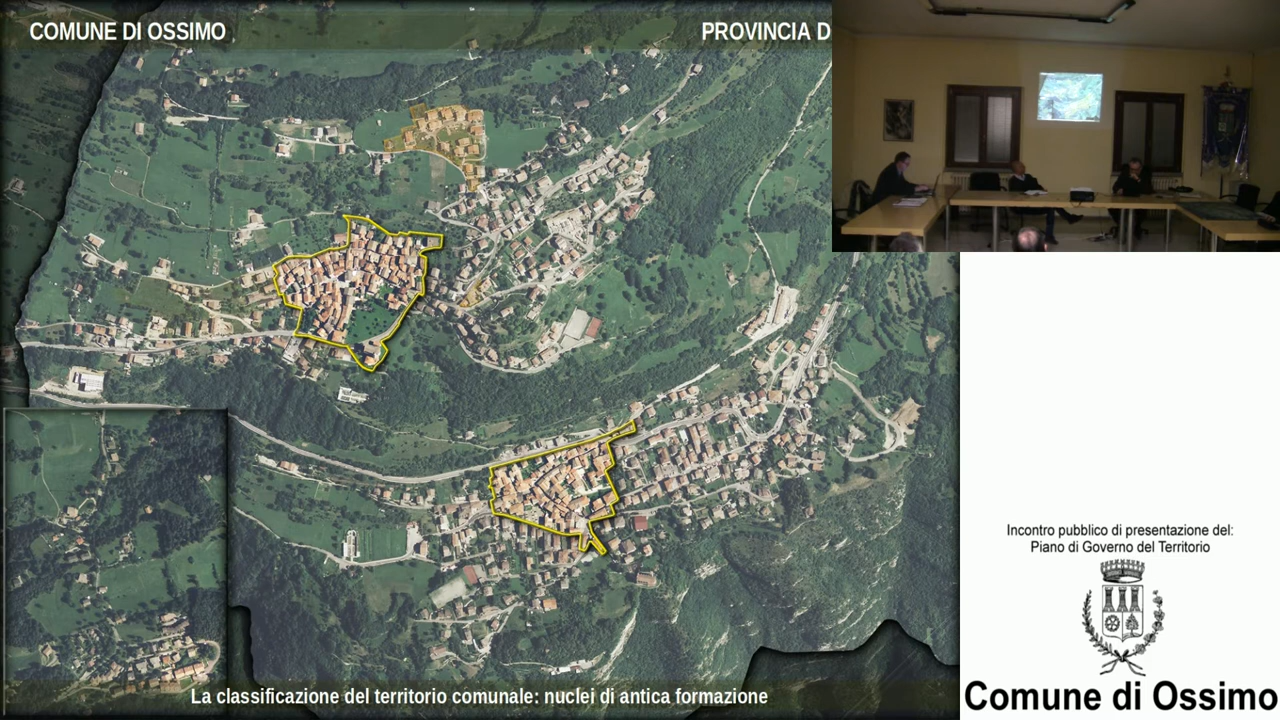 COMUNE DI OSSIMO
PROVINCIA D
Incontro pubblico di presentazione del:
Piano di Governo del Territorio
Comune di Ossimo
La classificazione del territorio comunale: nuclei di antica formazione